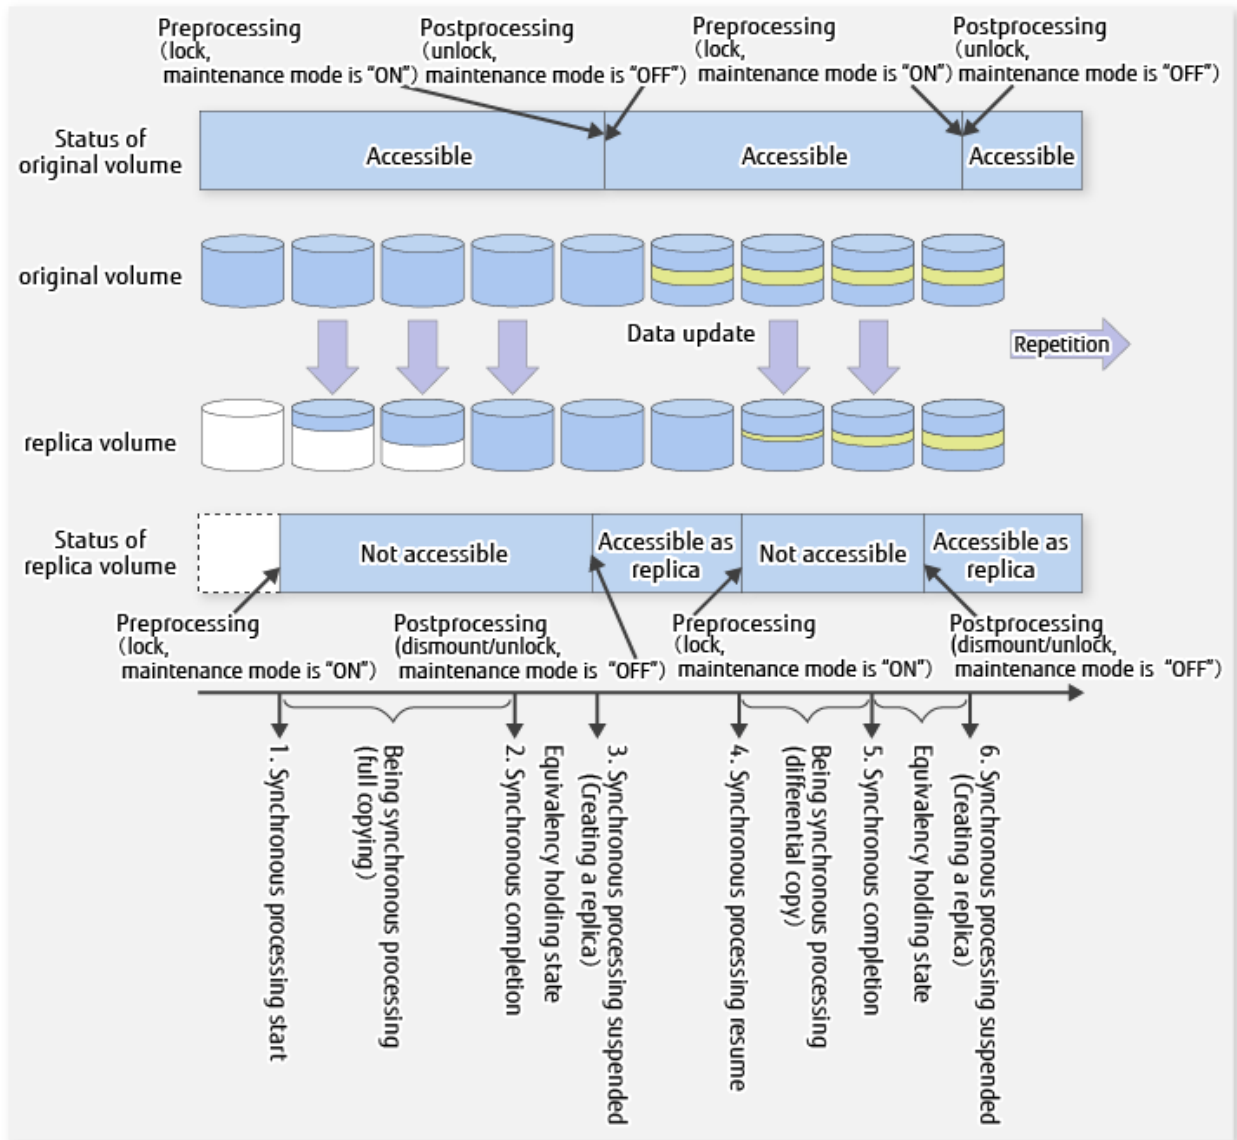 Preprocessing
(lock,
maintenance mode is “ON”)
Postprocessing
(unlock,
maintenance mode is “OFF”)
Preprocessing
(lock,
maintenance mode is “ON”)
Postprocessing
(unlock,
maintenance mode is “OFF”)
Status of
original volume
Accessible
Accessible
Accessible
original volume
Data update
Repetition
replica volume
Status of
replica volume
Not accessible
Accessible as
replica
Not accessible
Accessible as
replica
Preprocessing
(lock,
maintenance mode is “ON”)
Postprocessing
(dismount/unlock,
maintenance mode is “OFF”)
Preprocessing
(lock,
maintenance mode is “ON”)
Postprocessing
(dismount/unlock,
maintenance mode is “OFF”)
1. Synchronous processing start
Being synchronous processing
(full copying)
2. Synchronous completion
Equivalency holding state
3. Synchronous processing suspended
(Creating a replica)
4. Synchronous processing resume
Being synchronous processing
(differential copy)
5. Synchronous completion
Equivalency holding state
6. Synchronous processing suspended
(Creating a replica)